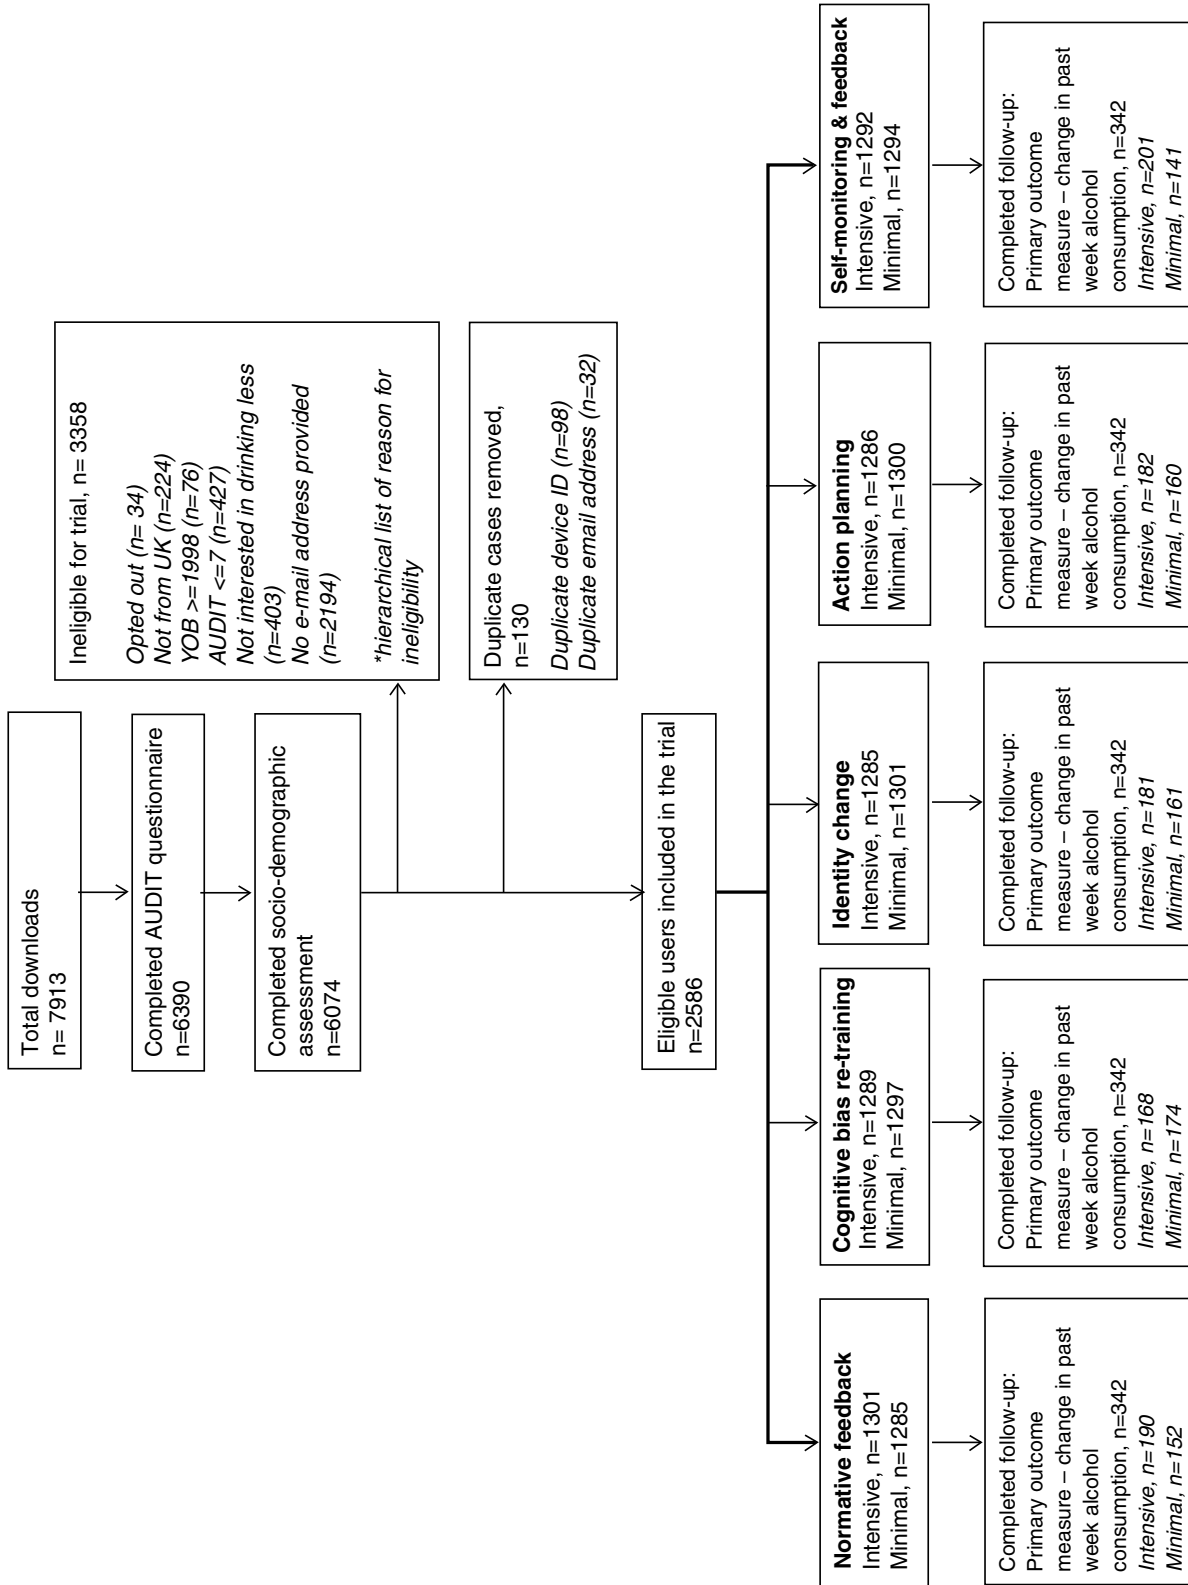 Total downloads
n= 7913
Completed AUDIT questionnaire
n=6390
Completed socio-demographic
assessment
n=6074
Ineligible for trial, n= 3358
Opted out (n= 34)
Not from UK (n=224)
YOB >=1998 (n=76)
AUDIT <=7 (n=427)
Not interested in drinking less
(n=403)
No e-mail address provided
(n=2194)
*hierarchical list of reason for
ineligibility
Duplicate cases removed,
n=130
Duplicate device ID (n=98)
Duplicate email address (n=32)
Eligible users included in the trial
n=2586
Normative feedback
Intensive, n=1301
Minimal, n=1285
Cognitive bias re-training
Intensive, n=1289
Minimal, n=1297
Identity change
Intensive, n=1285
Minimal, n=1301
Action planning
Intensive, n=1286
Minimal, n=1300
Self-monitoring & feedback
Intensive, n=1292
Minimal, n=1294
Completed follow-up:
Primary outcome
measure – change in past
week alcohol
consumption, n=342
Intensive, n=190
Minimal, n=152
Completed follow-up:
Primary outcome
measure – change in past
week alcohol
consumption, n=342
Intensive, n=168
Minimal, n=174
Completed follow-up:
Primary outcome
measure – change in past
week alcohol
consumption, n=342
Intensive, n=181
Minimal, n=161
Completed follow-up:
Primary outcome
measure – change in past
week alcohol
consumption, n=342
Intensive, n=182
Minimal, n=160
Completed follow-up:
Primary outcome
measure – change in past
week alcohol
consumption, n=342
Intensive, n=201
Minimal, n=141